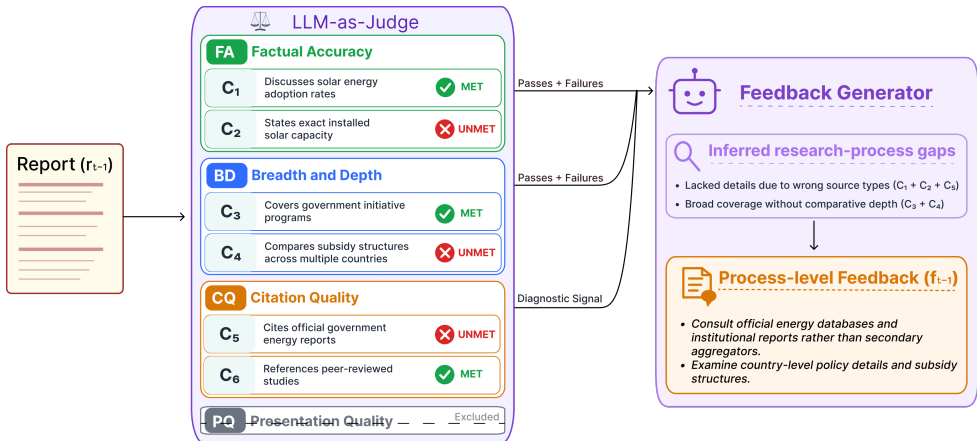 LLM-as-Judge
FA Factual Accuracy
C₁ Discusses solar energy
adoption rates
MET
C₂ States exact installed
solar capacity
UNMET
BD Breadth and Depth
C₃ Covers government initiative
programs
MET
C₄ Compares subsidy structures
across multiple countries
UNMET
CQ Citation Quality
C₅ Cites official government
energy reports
UNMET
C₆ References peer-reviewed
studies
MET
PQ Presentation Quality
Excluded
Report (rₜ₋₁)
Passes + Failures
Passes + Failures
Diagnostic Signal
Feedback Generator
Inferred research-process gaps
• Lacked details due to wrong source types (C₁ + C₂ + C₅)
• Broad coverage without comparative depth (C₃ + C₄)
Process-level Feedback (fₜ₋₁)
• Consult official energy databases and
institutional reports rather than secondary
aggregators.
• Examine country-level policy details and subsidy
structures.